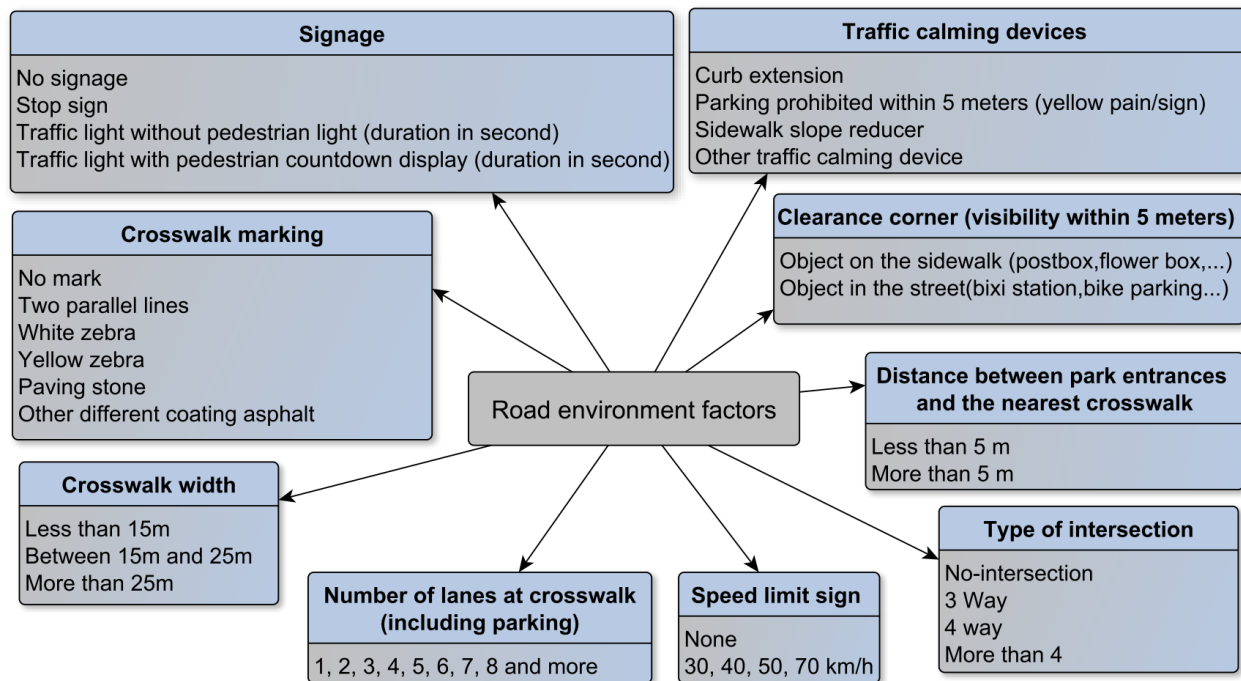 Signage
No signage
Stop sign
Traffic light without pedestrian light (duration in second)
Traffic light with pedestrian countdown display (duration in second)
Traffic calming devices
Curb extension
Parking prohibited within 5 meters (yellow pain/sign)
Sidewalk slope reducer
Other traffic calming device
Crosswalk marking
No mark
Two parallel lines
White zebra
Yellow zebra
Paving stone
Other different coating asphalt
Clearance corner (visibility within 5 meters)
Object on the sidewalk (postbox,flower box,...)
Object in the street(bixi station,bike parking...)
Road environment factors
Distance between park entrances
and the nearest crosswalk
Less than 5 m
More than 5 m
Crosswalk width
Less than 15m
Between 15m and 25m
More than 25m
Number of lanes at crosswalk
(including parking)
1, 2, 3, 4, 5, 6, 7, 8 and more
Speed limit sign
None
30, 40, 50, 70 km/h
Type of intersection
No-intersection
3 Way
4 way
More than 4